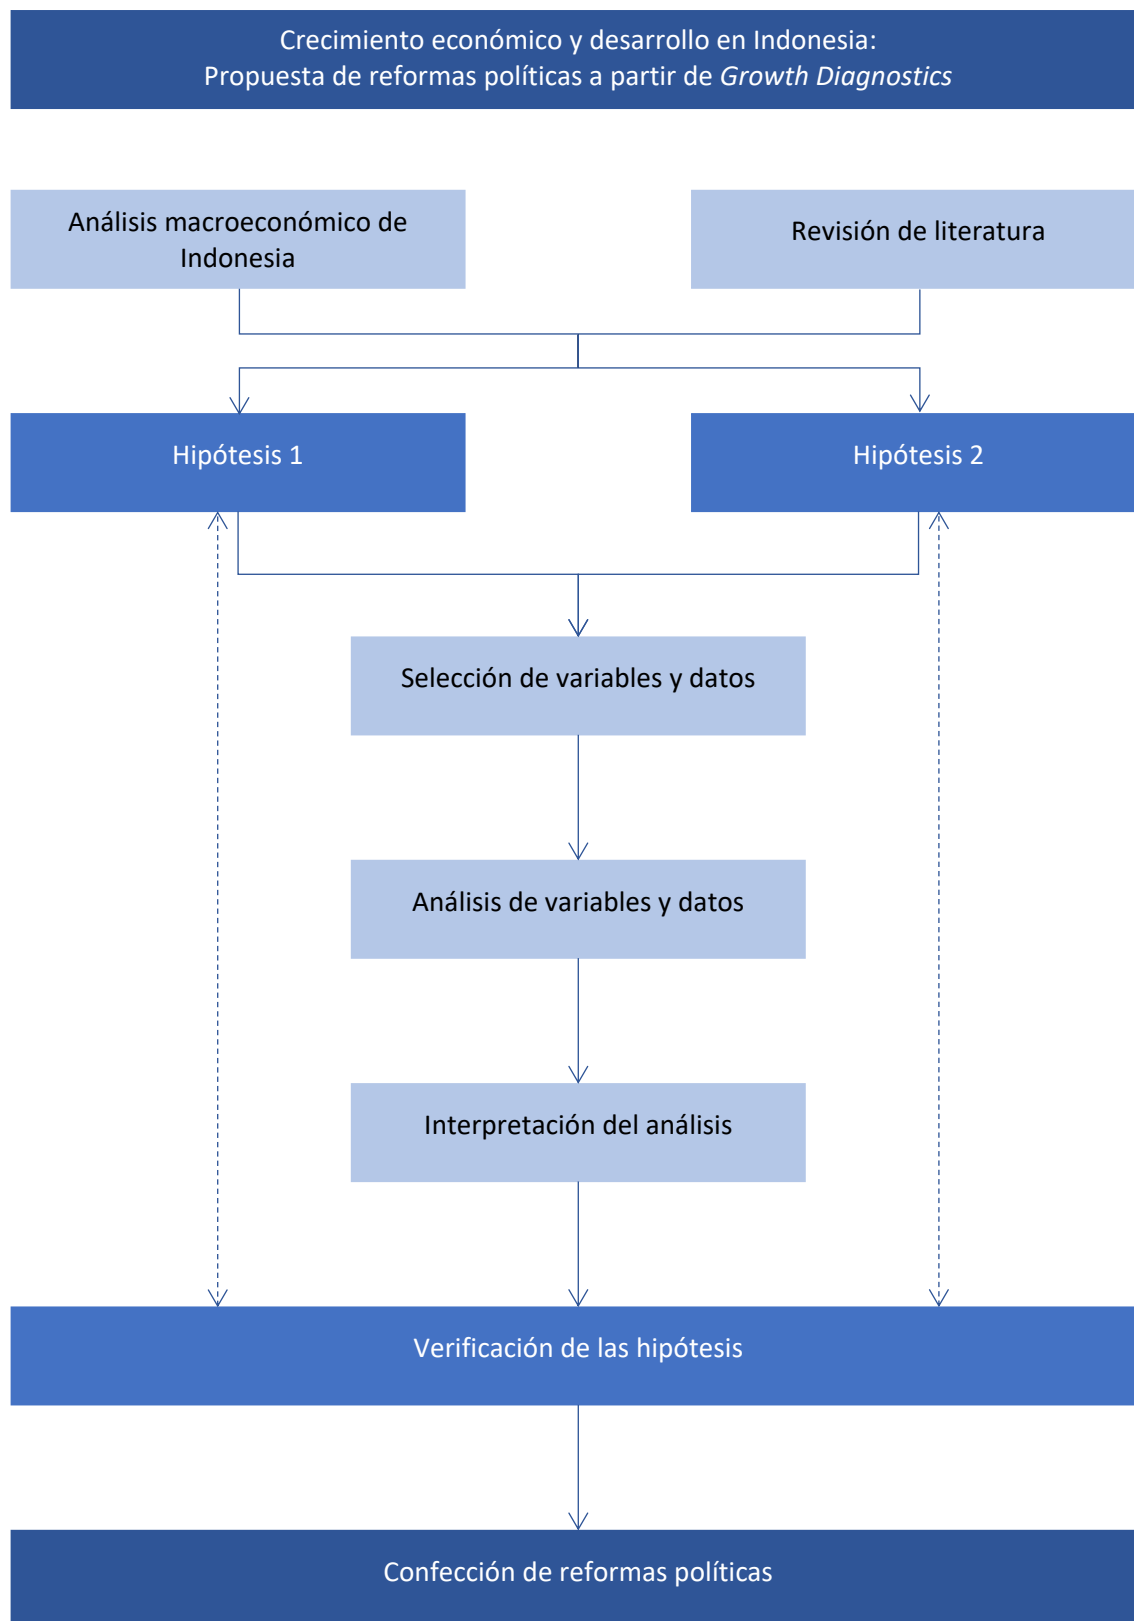 Crecimiento económico y desarrollo en Indonesia:
Propuesta de reformas políticas a partir de Growth Diagnostics
Análisis macroeconómico de
Indonesia
Revisión de literatura
Hipótesis 1
Hipótesis 2
Selección de variables y datos
Análisis de variables y datos
Interpretación del análisis
Verificación de las hipótesis
Confección de reformas políticas